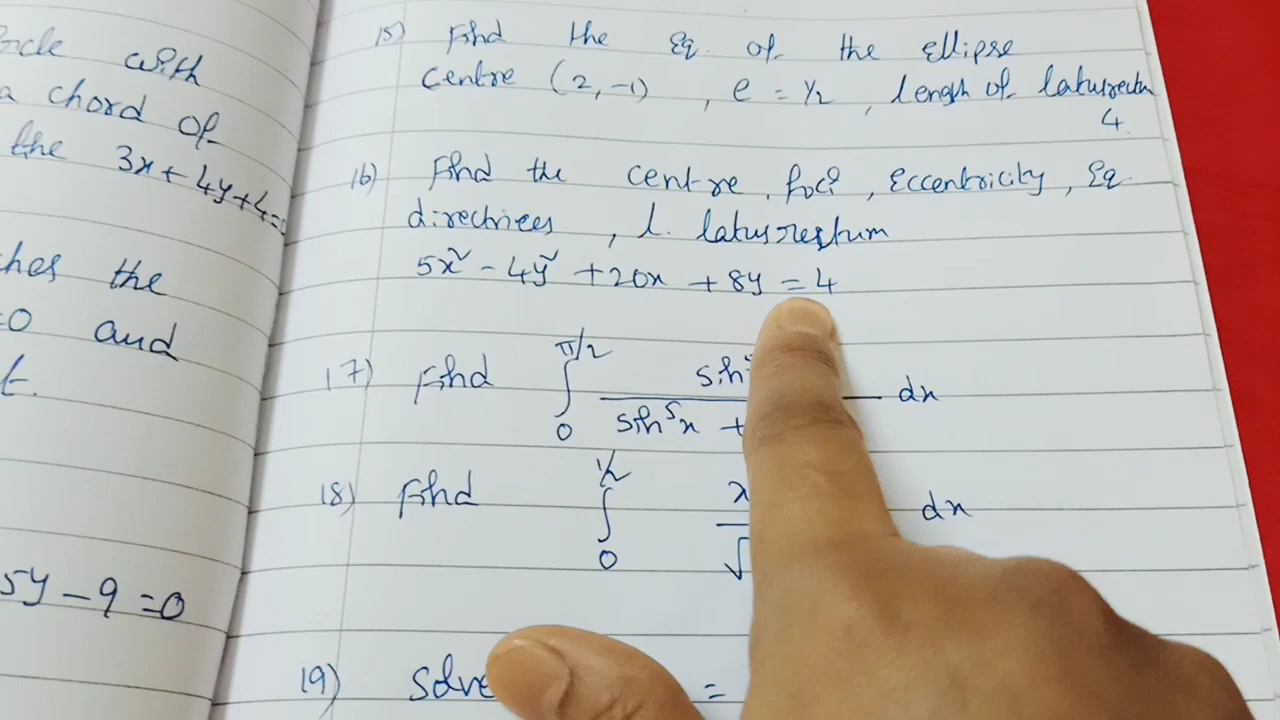 ircle with
a chord of
the 3x + 4y + 4 = 0
ches the
=0 and
t.
5y - 9 = 0
15) Find the Eq. of the ellipse
centre (2, -1) , e = 1/2 , length of latusrectum
4.
16) Find the centre, foci, Eccentricity, Eq.
directrices , l. latusrectum
5x² - 4y² + 20x + 8y = 4
17) Find ∫₀^(π/2) sin / sin⁵x + dx
18) Find ∫₀^(1/2) x / √ dx
19) Solve =